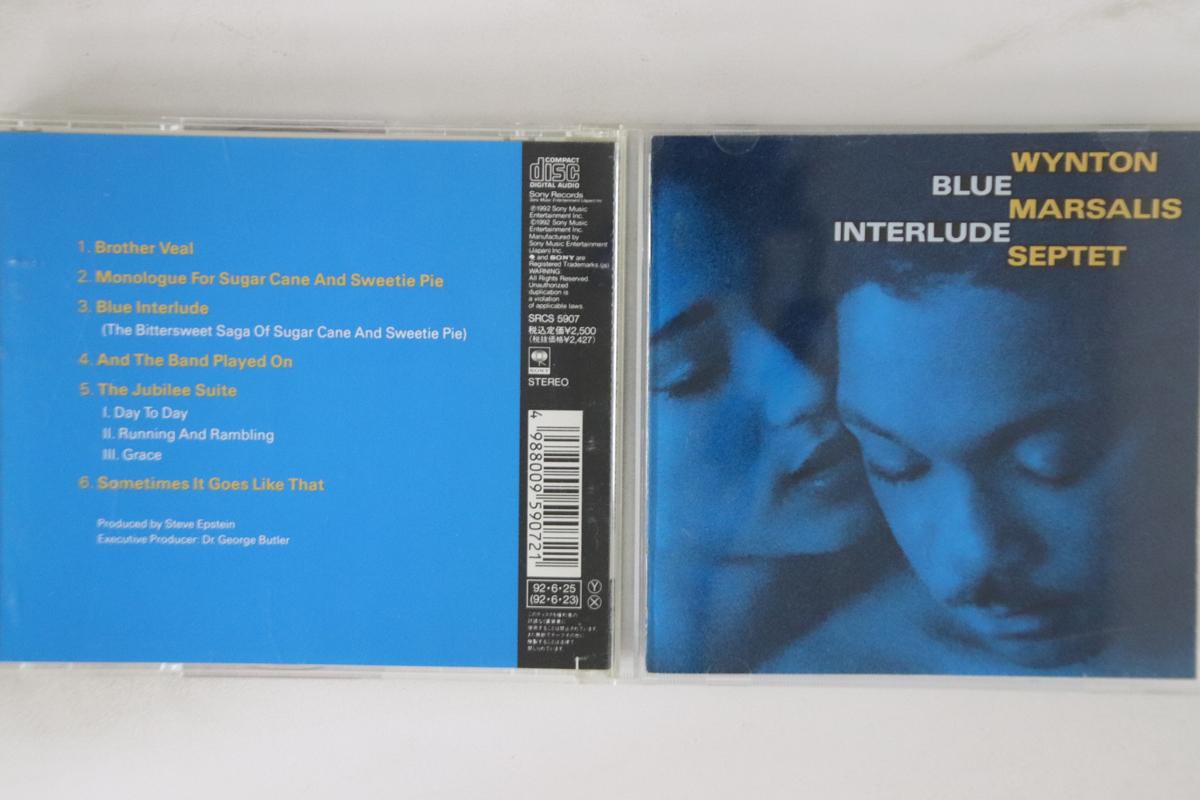 1. Brother Veal
2. Monologue For Sugar Cane And Sweetie Pie
3. Blue Interlude
(The Bittersweet Saga Of Sugar Cane And Sweetie Pie)
4. And The Band Played On
5. The Jubilee Suite
I. Day To Day
II. Running And Rambling
III. Grace
6. Sometimes It Goes Like That
Produced by Steve Epstein
Executive Producer: Dr. George Butler
COMPACT
disc
DIGITAL AUDIO
Sony Records
Sony Music Entertainment (Japan) Inc.
℗1992 Sony Music
Entertainment Inc.
©1992 Sony Music
Entertainment Inc.
Manufactured by
Sony Music Entertainment
(Japan) Inc.
and SONY are
Registered Trademarks.
WARNING:
All Rights Reserved.
Unauthorized
duplication is
a violation
of applicable laws.
SRCS 5907
税込定価¥2,500
(税抜価格¥2,427)
SONY
STEREO
4 988009 590721
92・6・25
(92・6・23)
Y
X
WYNTON
BLUE
MARSALIS
INTERLUDE
SEPTET